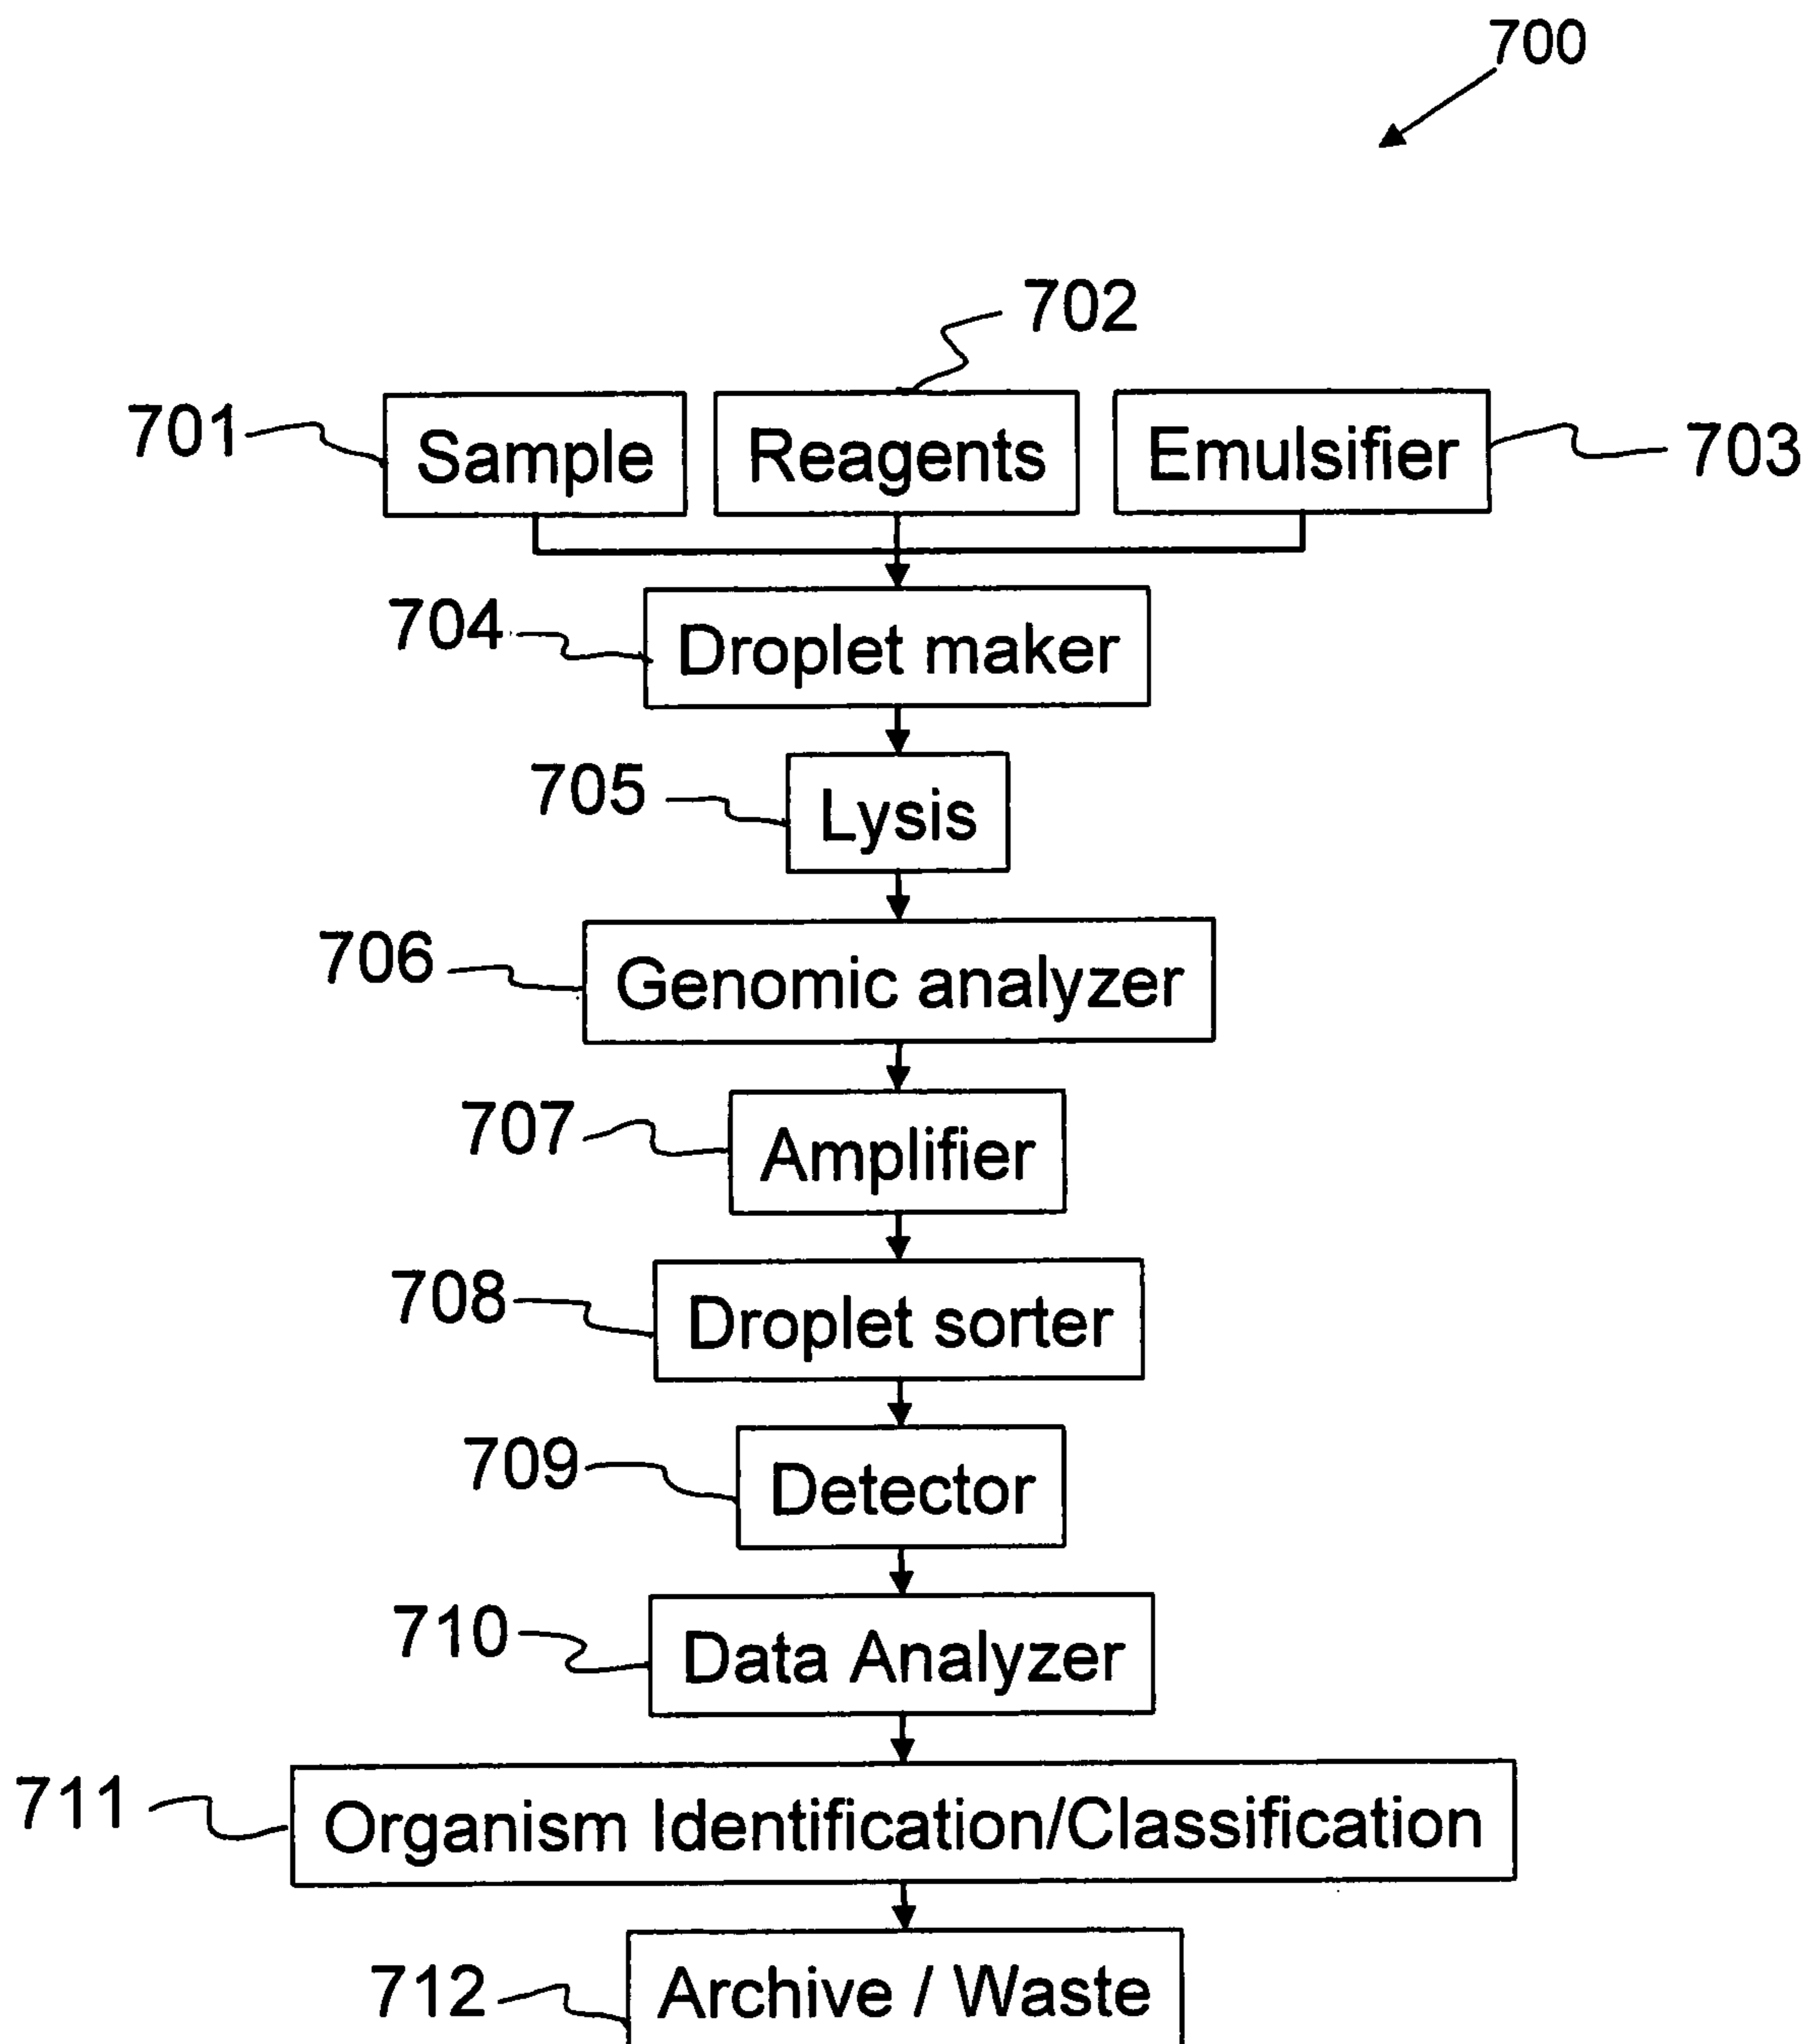 700
702
701 Sample Reagents Emulsifier 703
704 Droplet maker
705 Lysis
706 Genomic analyzer
707 Amplifier
708 Droplet sorter
709 Detector
710 Data Analyzer
711 Organism Identification/Classification
712 Archive / Waste